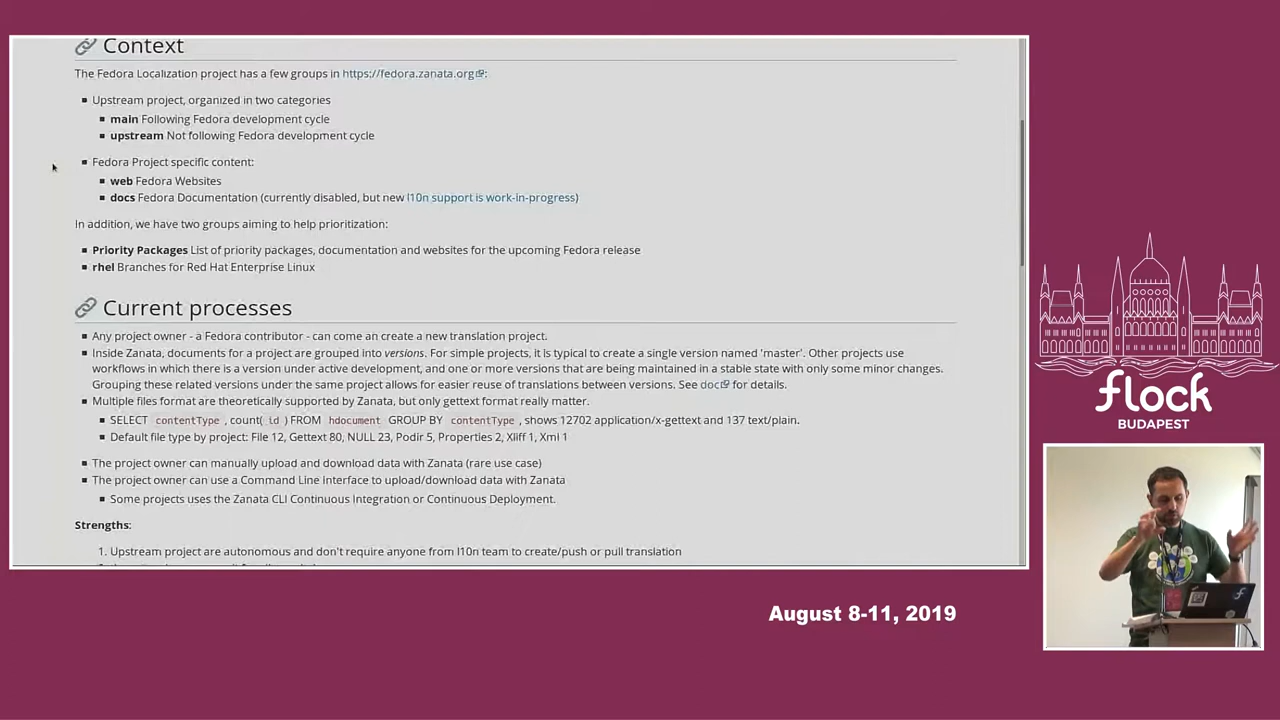 Context
The Fedora Localization project has a few groups in https://fedora.zanata.org:
Upstream project, organized in two categories
main Following Fedora development cycle
upstream Not following Fedora development cycle
Fedora Project specific content:
web Fedora Websites
docs Fedora Documentation (currently disabled, but new l10n support is work-in-progress)
In addition, we have two groups aiming to help prioritization:
Priority Packages List of priority packages, documentation and websites for the upcoming Fedora release
rhel Branches for Red Hat Enterprise Linux
Current processes
Any project owner - a Fedora contributor - can come an create a new translation project.
Inside Zanata, documents for a project are grouped into versions. For simple projects, it is typical to create a single version named 'master'. Other projects use
workflows in which there is a version under active development, and one or more versions that are being maintained in a stable state with only some minor changes.
Grouping these related versions under the same project allows for easier reuse of translations between versions. See doc for details.
Multiple files format are theoretically supported by Zanata, but only gettext format really matter.
SELECT contentType, count( id ) FROM hdocument GROUP BY contentType, shows 12702 application/x-gettext and 137 text/plain.
Default file type by project: File 12, Gettext 80, NULL 23, Podir 5, Properties 2, Xliff 1, Xml 1
The project owner can manually upload and download data with Zanata (rare use case)
The project owner can use a Command Line Interface to upload/download data with Zanata
Some projects uses the Zanata CLI Continuous Integration or Continuous Deployment.
Strengths:
1. Upstream project are autonomous and don't require anyone from l10n team to create/push or pull translation
flock
BUDAPEST
August 8-11, 2019